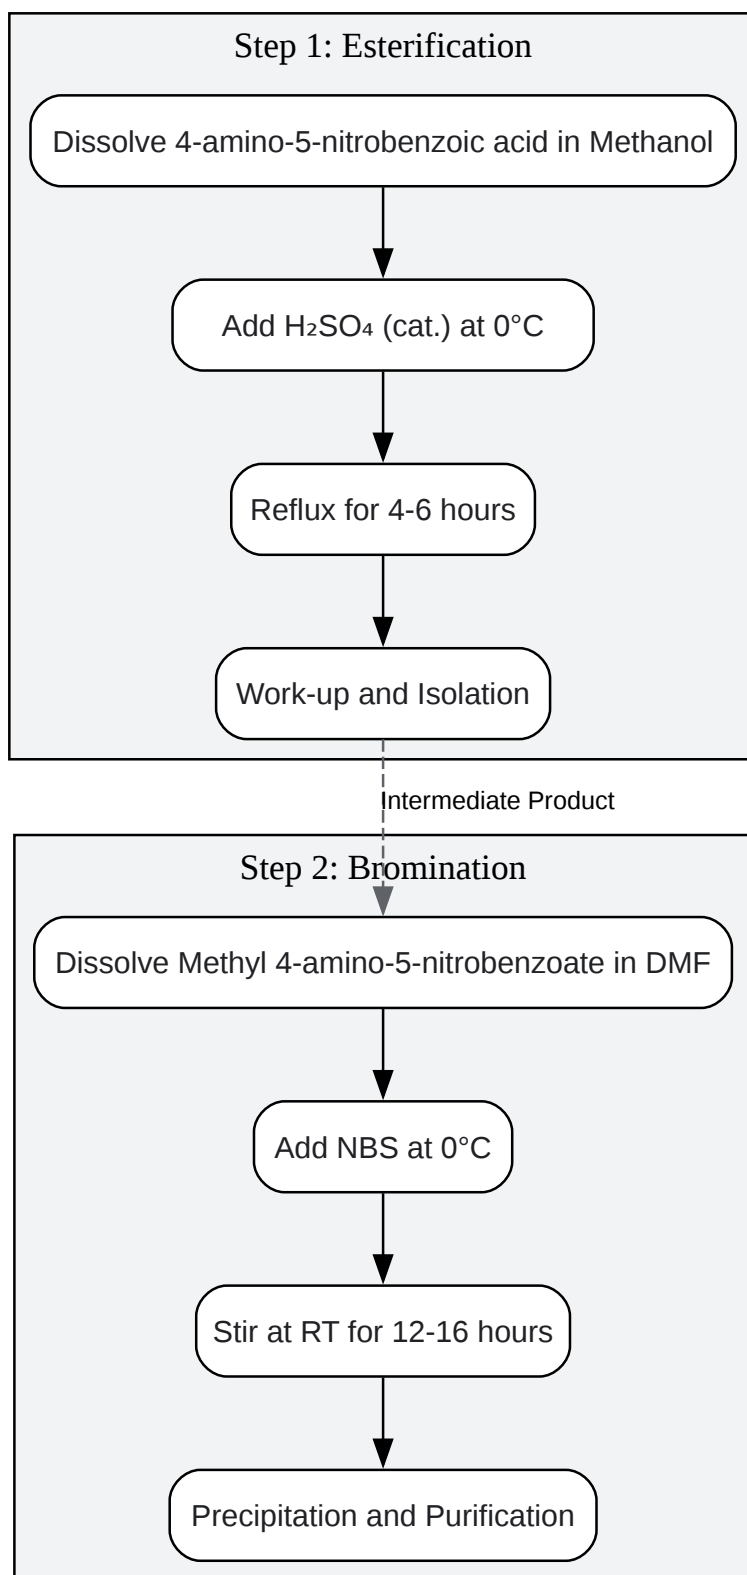 Step 1: Esterification
Dissolve 4-amino-5-nitrobenzoic acid in Methanol
Add H₂SO₄ (cat.) at 0°C
Reflux for 4-6 hours
Work-up and Isolation
Intermediate Product
Step 2: Bromination
Dissolve Methyl 4-amino-5-nitrobenzoate in DMF
Add NBS at 0°C
Stir at RT for 12-16 hours
Precipitation and Purification